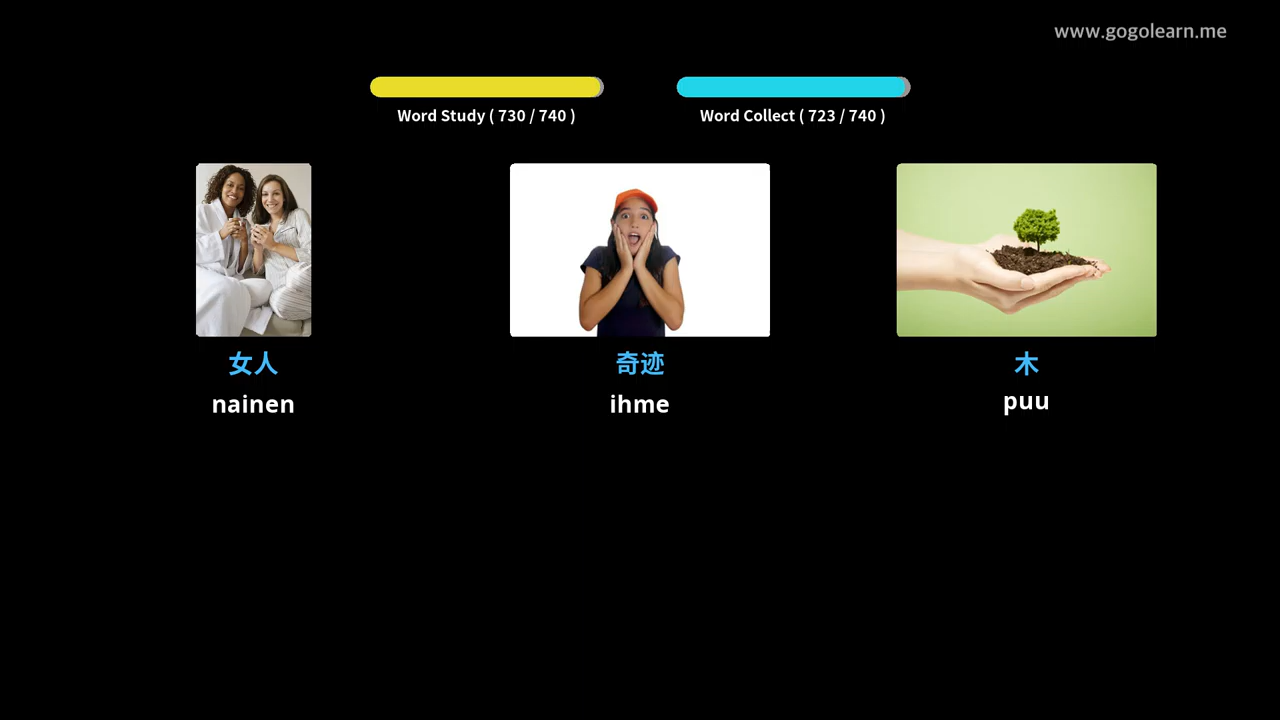 www.gogolearn.me
Word Study ( 730 / 740 )
Word Collect ( 723 / 740 )
女人
奇迹
木
nainen
ihme
puu